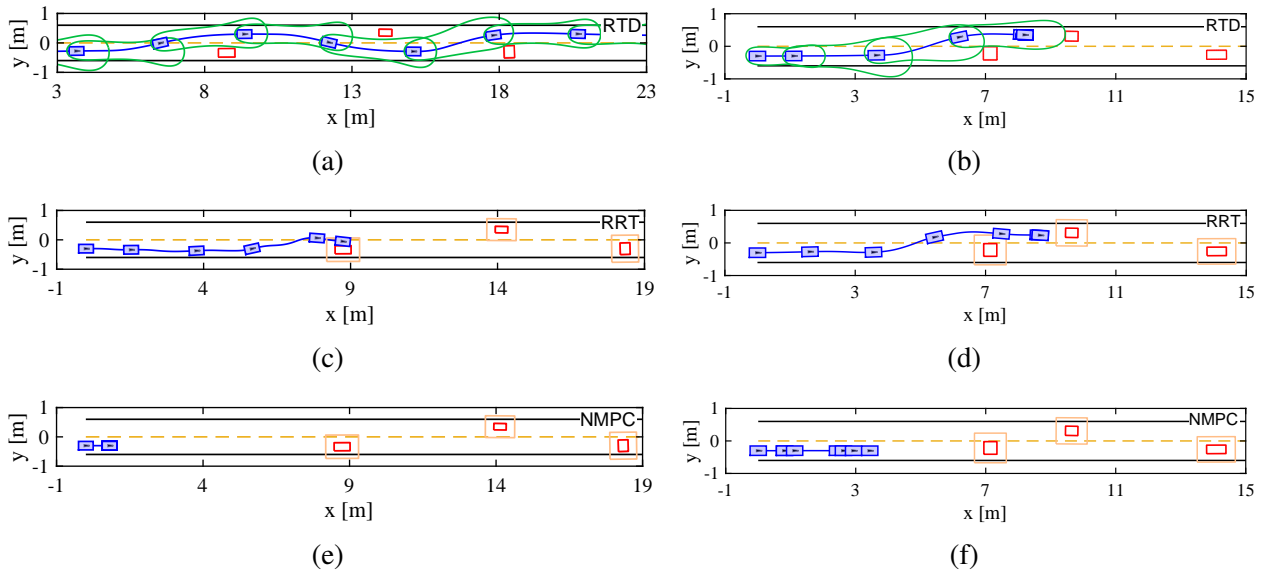 1
0
-1
y [m]
RTD
3 8 13 18 23
x [m]
(a)
1
0
-1
y [m]
RTD
-1 3 7 11 15
x [m]
(b)
1
0
-1
y [m]
RRT
-1 4 9 14 19
x [m]
(c)
1
0
-1
y [m]
RRT
-1 3 7 11 15
x [m]
(d)
1
0
-1
y [m]
NMPC
-1 4 9 14 19
x [m]
(e)
1
0
-1
y [m]
NMPC
-1 3 7 11 15
x [m]
(f)